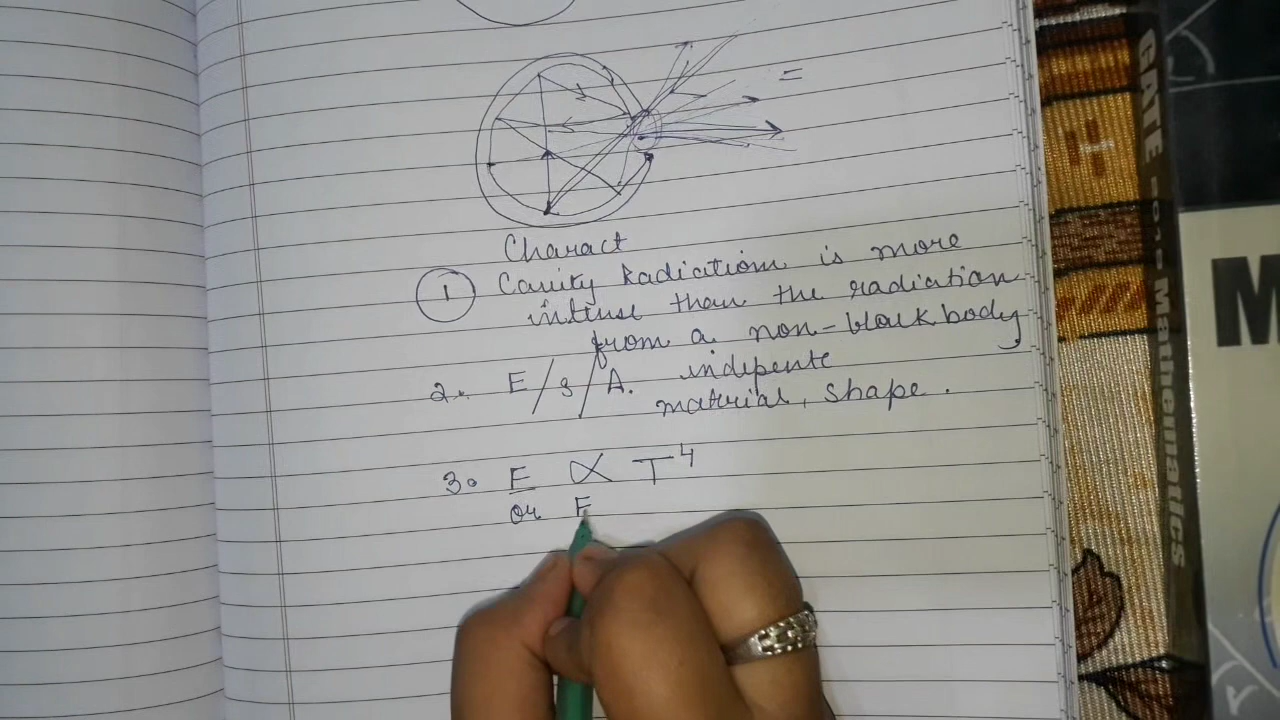 =
Charact
1 Cavity Radiation is more
intense than the radiation
from a non-black body
2. E/s/A. indepente
material, shape.
3. E ∝ T⁴
or E
GATE Mathematics
M